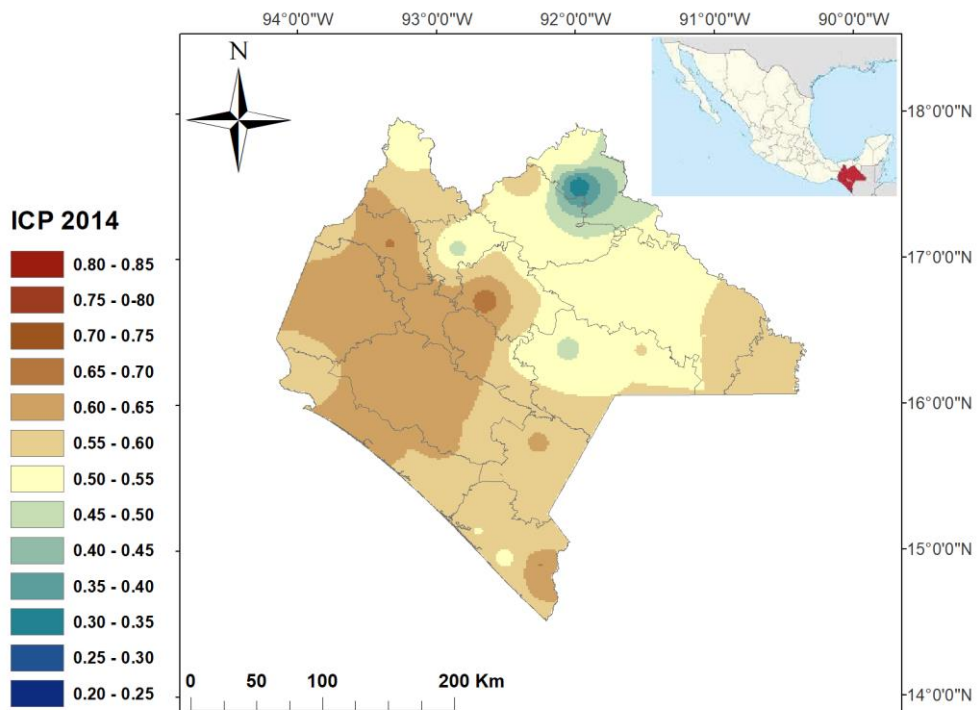 94°0'0"W 93°0'0"W 92°0'0"W 91°0'0"W 90°0'0"W
N
18°0'0"N
ICP 2014
0.80 - 0.85
17°0'0"N
0.75 - 0-80
0.70 - 0.75
0.65 - 0.70
0.60 - 0.65
16°0'0"N
0.55 - 0.60
0.50 - 0.55
0.45 - 0.50
0.40 - 0.45
15°0'0"N
0.35 - 0.40
0.30 - 0.35
0.25 - 0.30
0.20 - 0.25
0 50 100 200 Km
14°0'0"N